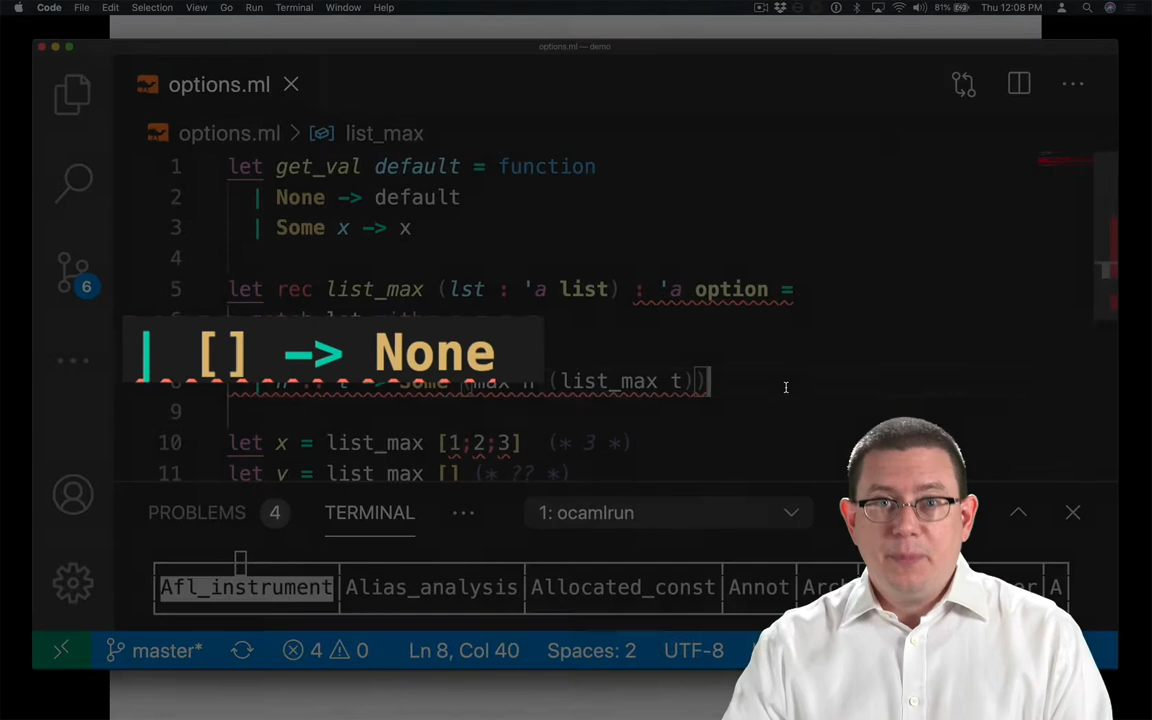 Code File Edit Selection View Go Run Terminal Window Help 81% Thu 12:08 PM
options.ml — demo
options.ml
options.ml > list_max
1 let get_val default = function
2 | None -> default
3 | Some x -> x
4
5 let rec list_max (lst : 'a list) : 'a option =
| [] -> None
(list_max t))
9
10 let x = list_max [1;2;3] (* 3 *)
11 let y = list_max [] (* ?? *)
6
PROBLEMS 4 TERMINAL ... 1: ocamlrun
Afl_instrument Alias_analysis Allocated_const Annot Arc A
master* 4 0 Ln 8, Col 40 Spaces: 2 UTF-8